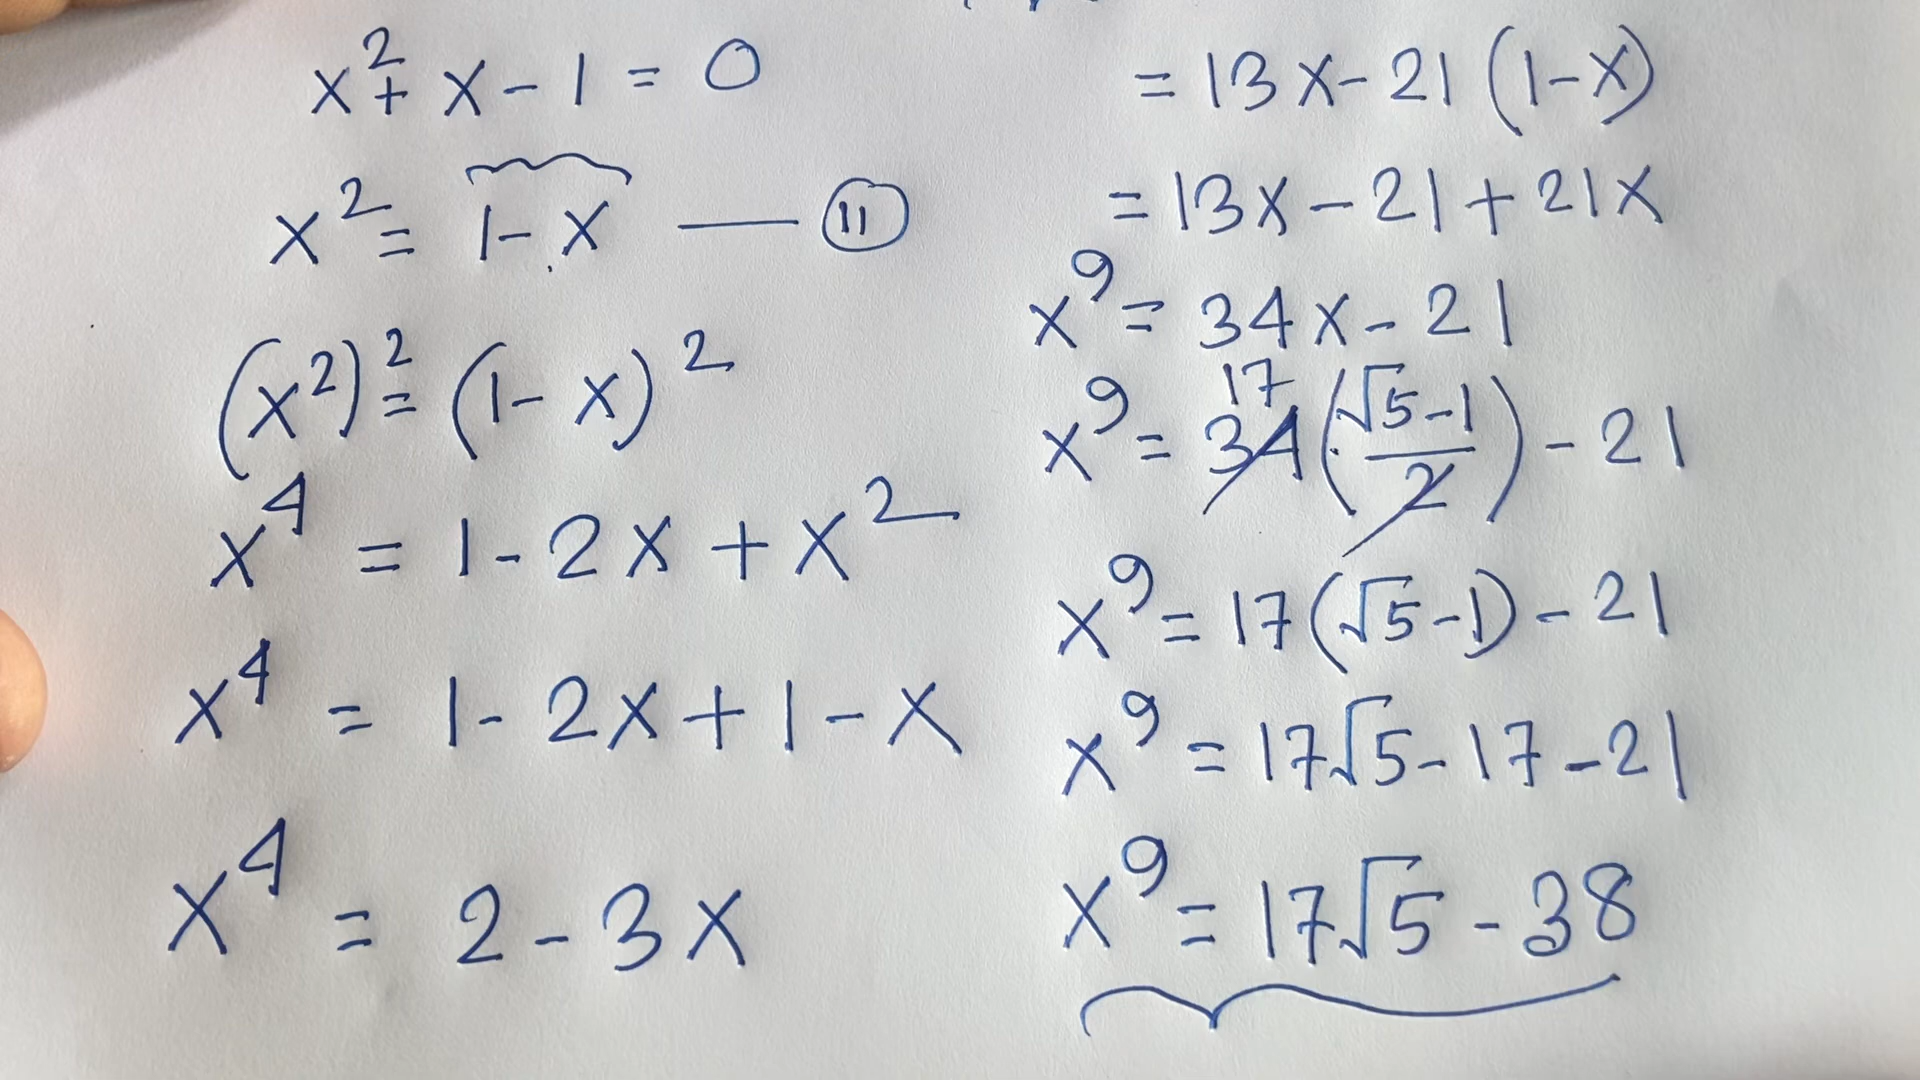 x² + x - 1 = 0
x² = 1 - x — (11)
(x²)² = (1 - x)²
x⁴ = 1 - 2x + x²
x⁴ = 1 - 2x + 1 - x
x⁴ = 2 - 3x
= 13x - 21(1-x)
= 13x - 21 + 21x
x⁹ = 34x - 21
17
x⁹ = 34(√5-1/2) - 21
x⁹ = 17(√5-1) - 21
x⁹ = 17√5 - 17 - 21
x⁹ = 17√5 - 38